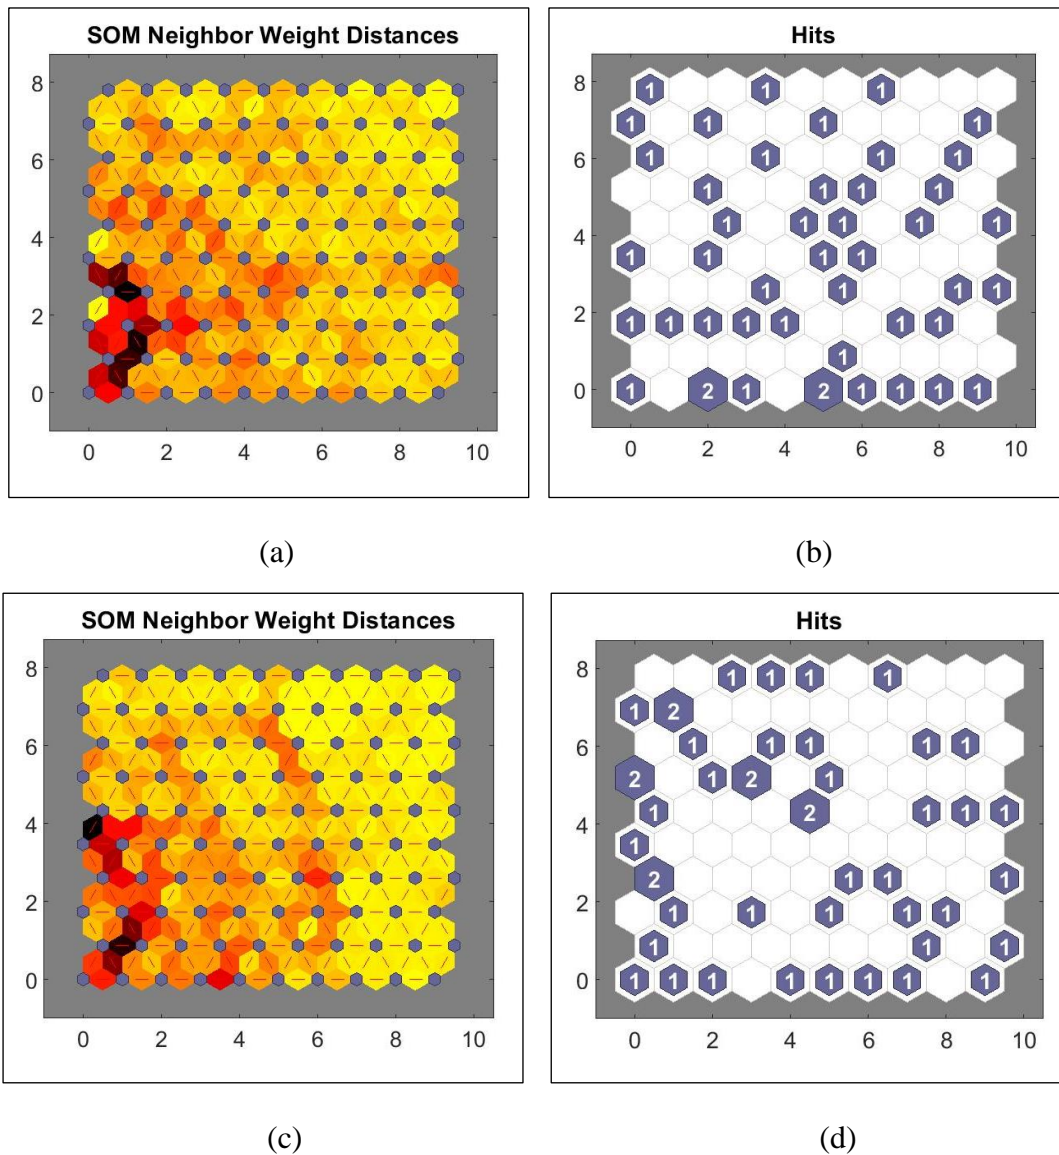 SOM Neighbor Weight Distances
8
6
4
2
0
0 2 4 6 8 10
(a)
Hits
8
6
4
2
0
1 1 1
1 1 1 1
1 1 1 1
1 1 1 1
1 1 1 1 1
1 1 1 1
1 1 1 1
1 1 1 1 1 1 1
1
1 2 1 2 1 1 1 1
0 2 4 6 8 10
(b)
SOM Neighbor Weight Distances
8
6
4
2
0
0 2 4 6 8 10
(c)
Hits
8
6
4
2
0
1 1 1 1
1 2
1 1 1 1 1
2 1 2 1
1 2 1 1 1
1
2 1 1 1
1 1 1 1 1
1 1 1
1 1 1 1 1 1 1 1
0 2 4 6 8 10
(d)